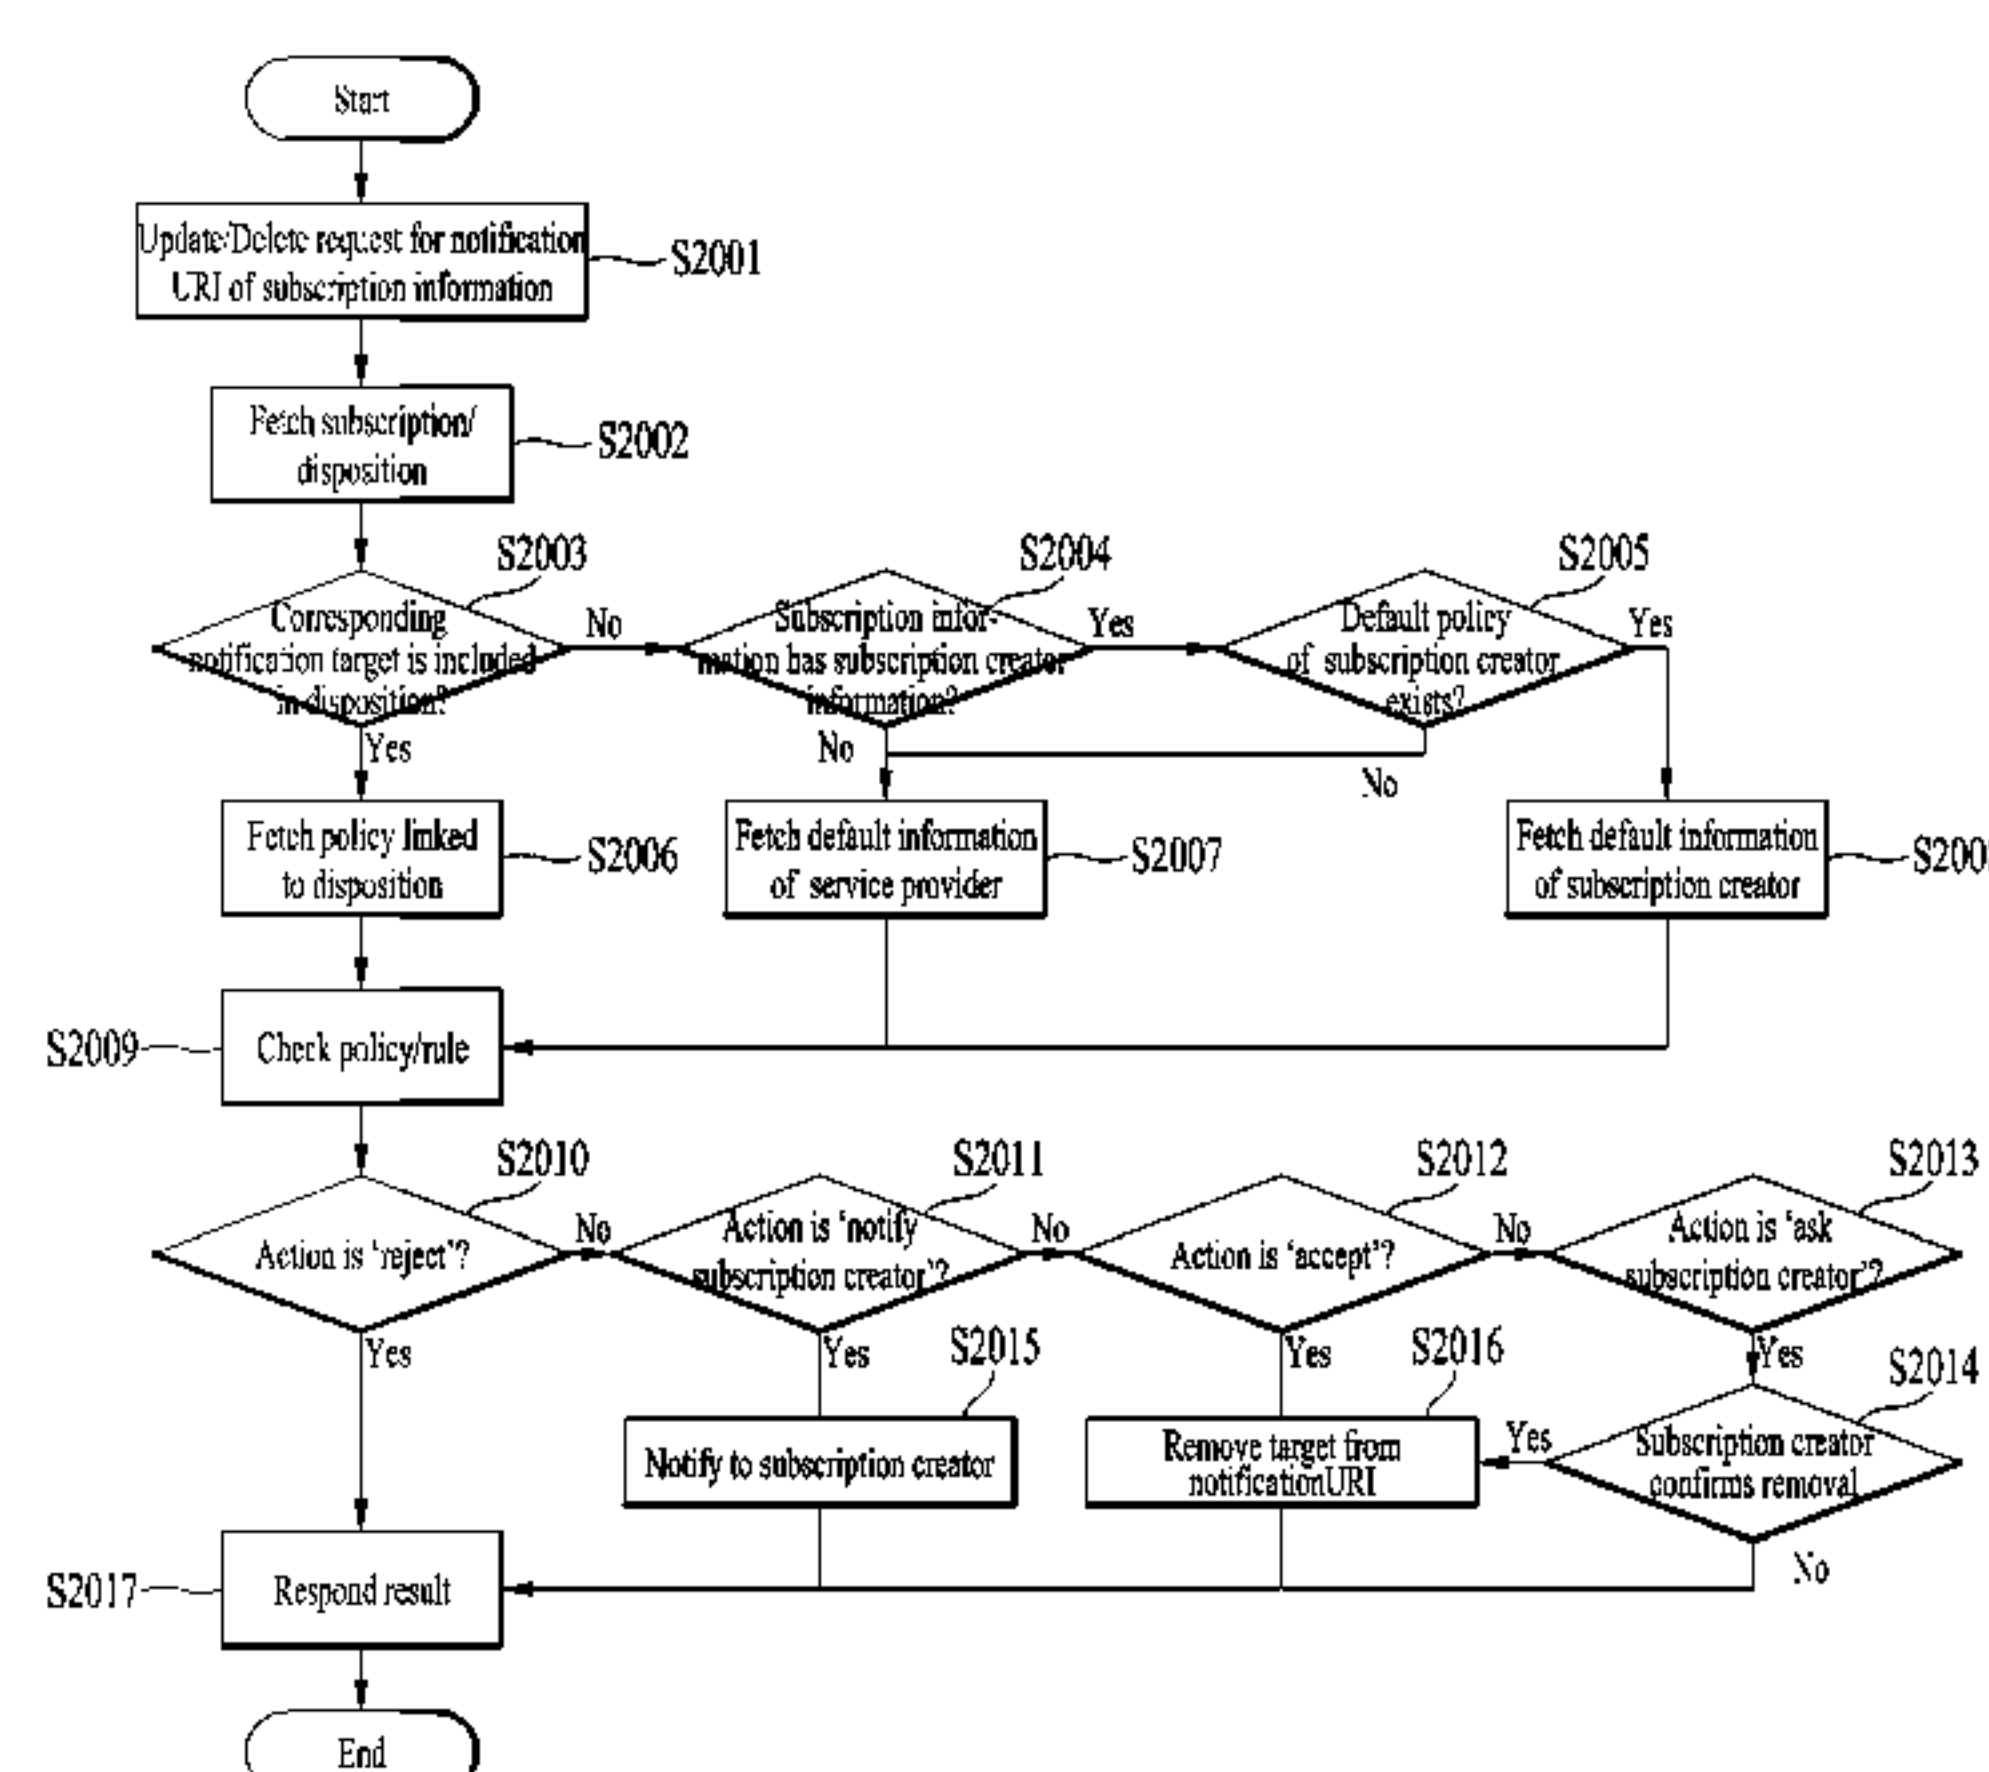 Start
Update/Delete request for notification
URI of subscription information
S2001
Fetch subscription/
disposition
S2002
S2003
Corresponding
notification target is included
in disposition?
No
Yes
S2004
Subscription infor-
mation has subscription creator
information?
Yes
No
S2005
Default policy
of subscription creator
exists?
Yes
No
Fetch policy linked
to disposition
S2006
Fetch default information
of service provider
S2007
Fetch default information
of subscription creator
S2009
Check policy/rule
S2010
Action is ‘reject’?
No
Yes
S2011
Action is ‘notify
subscription creator’?
No
Yes
S2012
Action is ‘accept’?
No
Yes
S2013
Action is ‘ask
subscription creator’?
Yes
S2015
Notify to subscription creator
S2016
Remove target from
notificationURI
Yes
S2014
Subscription creator
confirms removal
No
S2017
Respond result
End